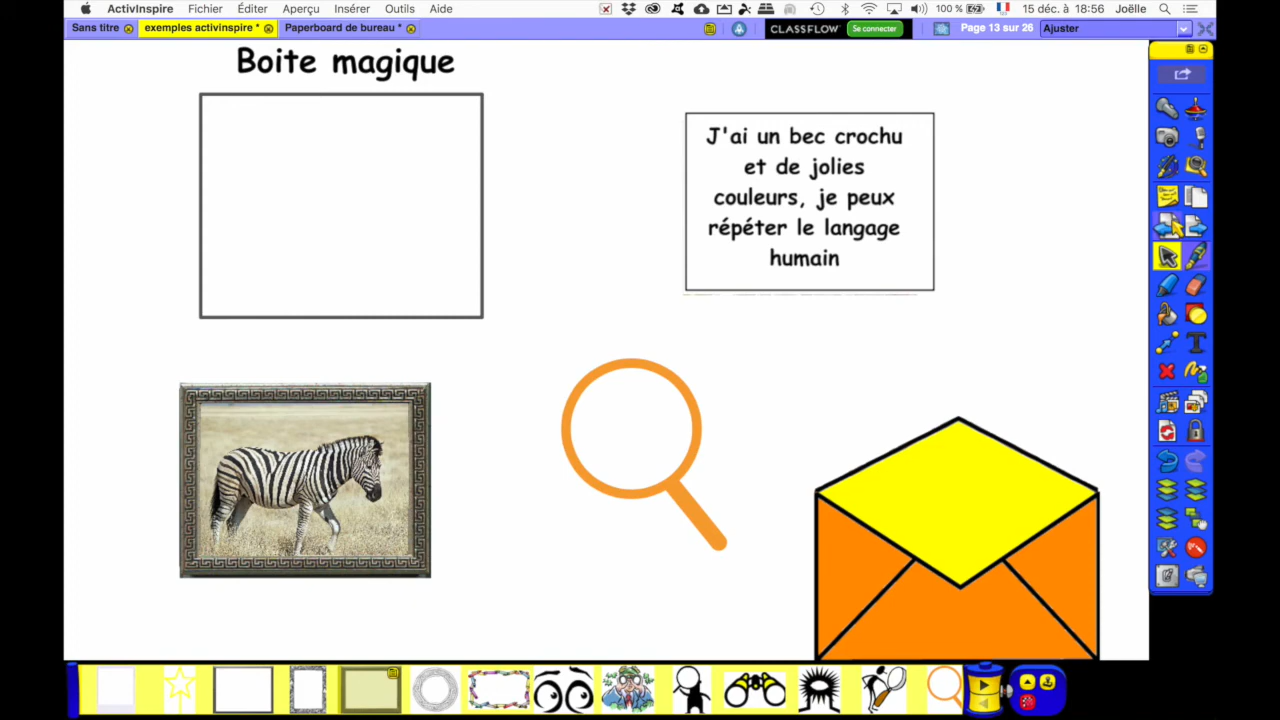 ActivInspire Fichier Éditer Aperçu Insérer Outils Aide 100 % 15 déc. à 18:56 Joëlle
Sans titre exemples activinspire * Paperboard de bureau * CLASSFLOW Se connecter Page 13 sur 26 Ajuster
Boite magique
J'ai un bec crochu
et de jolies
couleurs, je peux
répéter le langage
humain